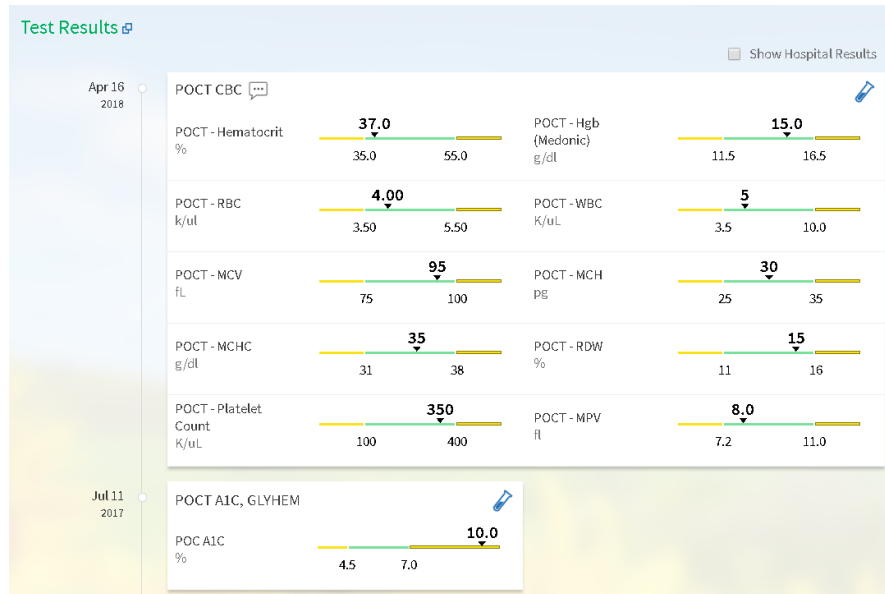 Test Results
Show Hospital Results
Apr 16
2018
POCT CBC
POCT - Hematocrit
%
37.0
35.0 55.0
POCT - Hgb
(Medonic)
g/dl
15.0
11.5 16.5
POCT - RBC
k/ul
4.00
3.50 5.50
POCT - WBC
K/uL
5
3.5 10.0
POCT - MCV
fL
95
75 100
POCT - MCH
pg
30
25 35
POCT - MCHC
g/dl
35
31 38
POCT - RDW
%
15
11 16
POCT - Platelet
Count
K/uL
350
100 400
POCT - MPV
fl
8.0
7.2 11.0
Jul 11
2017
POCT A1C, GLYHEM
POC A1C
%
10.0
4.5 7.0